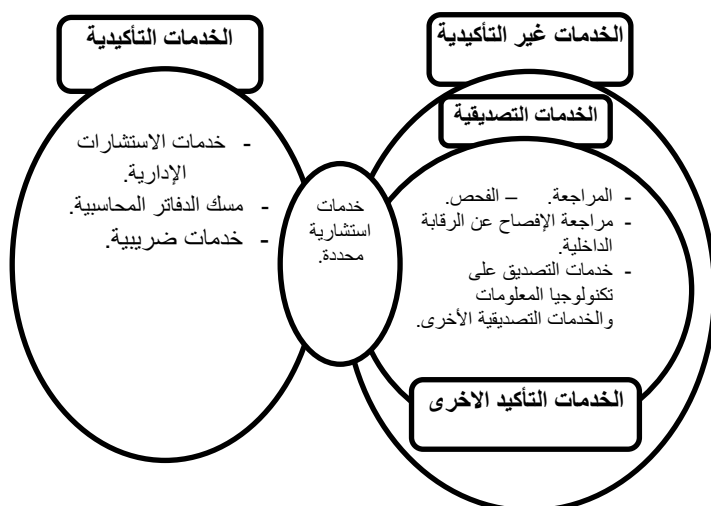 الخدمات غير التأكيدية
الخدمات التصديقية
- المراجعة. – الفحص.
- مراجعة الإفصاح عن الرقابة
الداخلية.
- خدمات التصديق على
تكنولوجيا المعلومات
والخدمات التصديقية الأخرى.
الخدمات التأكيد الاخرى
خدمات
استشارية
محددة.
الخدمات التأكيدية
- خدمات الاستشارات
الإدارية.
- مسك الدفاتر المحاسبية.
- خدمات ضريبية.